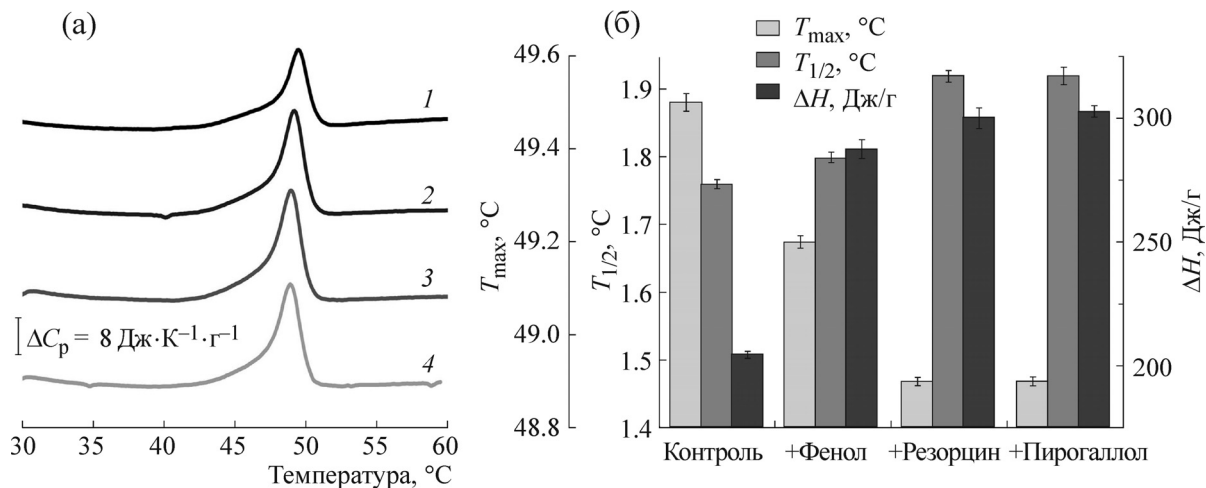 (а)
1
2
3
4
ΔCp = 8 Дж·К–1·г–1
30 35 40 45 50 55 60
Температура, °C
(б)
Tmax, °C
T1/2, °C
ΔH, Дж/г
49.6
49.4
49.2
49.0
48.8
Tmax, °C
1.9
1.8
1.7
1.6
1.5
1.4
T1/2, °C
300
250
200
ΔH, Дж/г
Контроль +Фенол +Резорцин +Пирогаллол